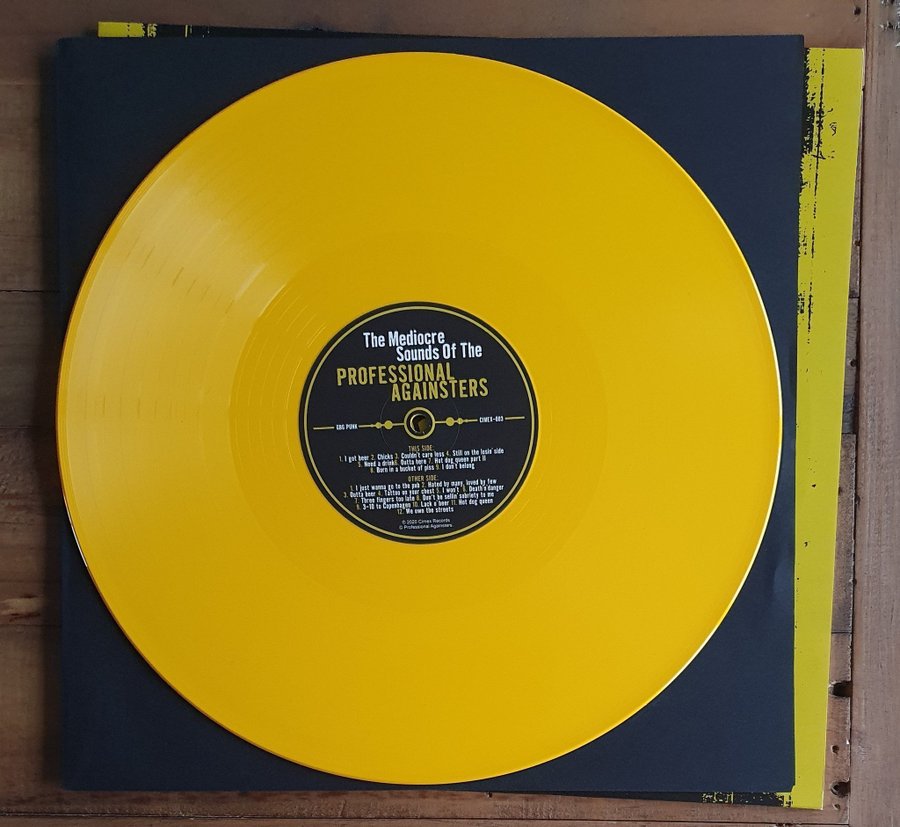 The Mediocre
Sounds Of The
PROFESSIONAL
AGAINSTERS
GBG PUNK CIMEX-003
THIS SIDE:
1. I got beer 2. Chicks 3. Couldn't care less 4. Still on the losin' side
5. Need a drink 6. Outta here 7. Hot dog queen part II
8. Born in a bucket of piss 9. I don't belong
OTHER SIDE:
1. I just wanna go to the pub 2. Hated by many, loved by few
3. Outta beer 4. Tattoo on your chest 5. I won't 6. Death'n'danger
7. Three fingers too late 8. Don't be sellin' sobriety to me
9. 3-10 to Copenhagen 10. Lack o'beer 11. Hot dog queen
12. We own the streets
© 2020 Cimex Records
© Professional Againsters